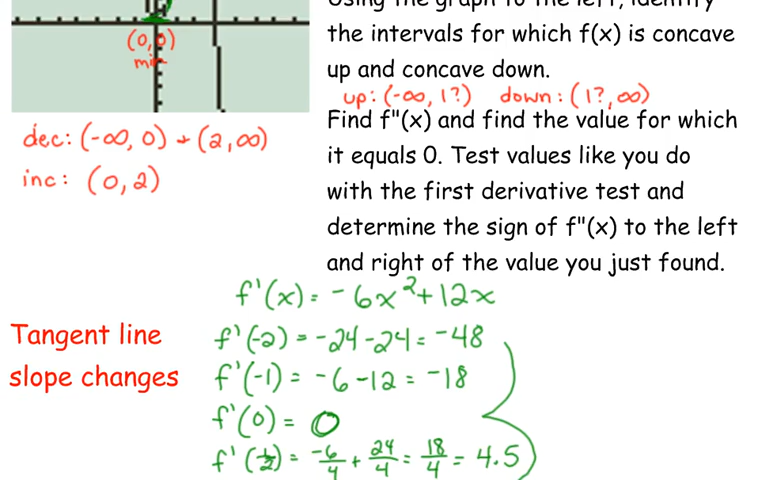 Using the graph to the left, identify
the intervals for which f(x) is concave
up and concave down.
(0,0)
min
up: (-∞, 1?) down: (1?, ∞)
dec: (-∞, 0) + (2, ∞)
inc: (0, 2)
Find f"(x) and find the value for which
it equals 0. Test values like you do
with the first derivative test and
determine the sign of f"(x) to the left
and right of the value you just found.
f'(x) = -6x²+12x
Tangent line
slope changes
f'(-2) = -24-24 = -48
f'(-1) = -6-12 = -18
f'(0) = 0
f'(1/2) = -6/4 + 24/4 = 18/4 = 4.5